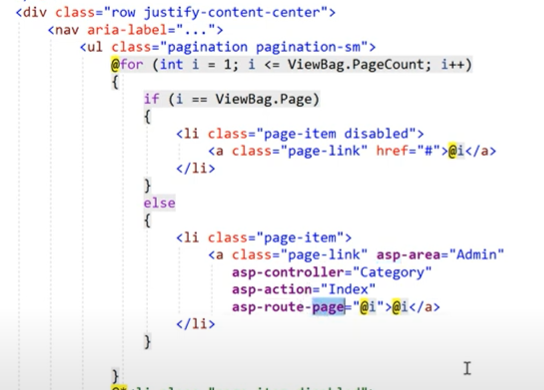 <div class="row justify-content-center">
<nav aria-label="...">
<ul class="pagination pagination-sm">
@for (int i = 1; i <= ViewBag.PageCount; i++)
{
if (i == ViewBag.Page)
{
<li class="page-item disabled">
<a class="page-link" href="#">@i</a>
</li>
}
else
{
<li class="page-item">
<a class="page-link" asp-area="Admin"
asp-controller="Category"
asp-action="Index"
asp-route-page="@i">@i</a>
</li>
}
}